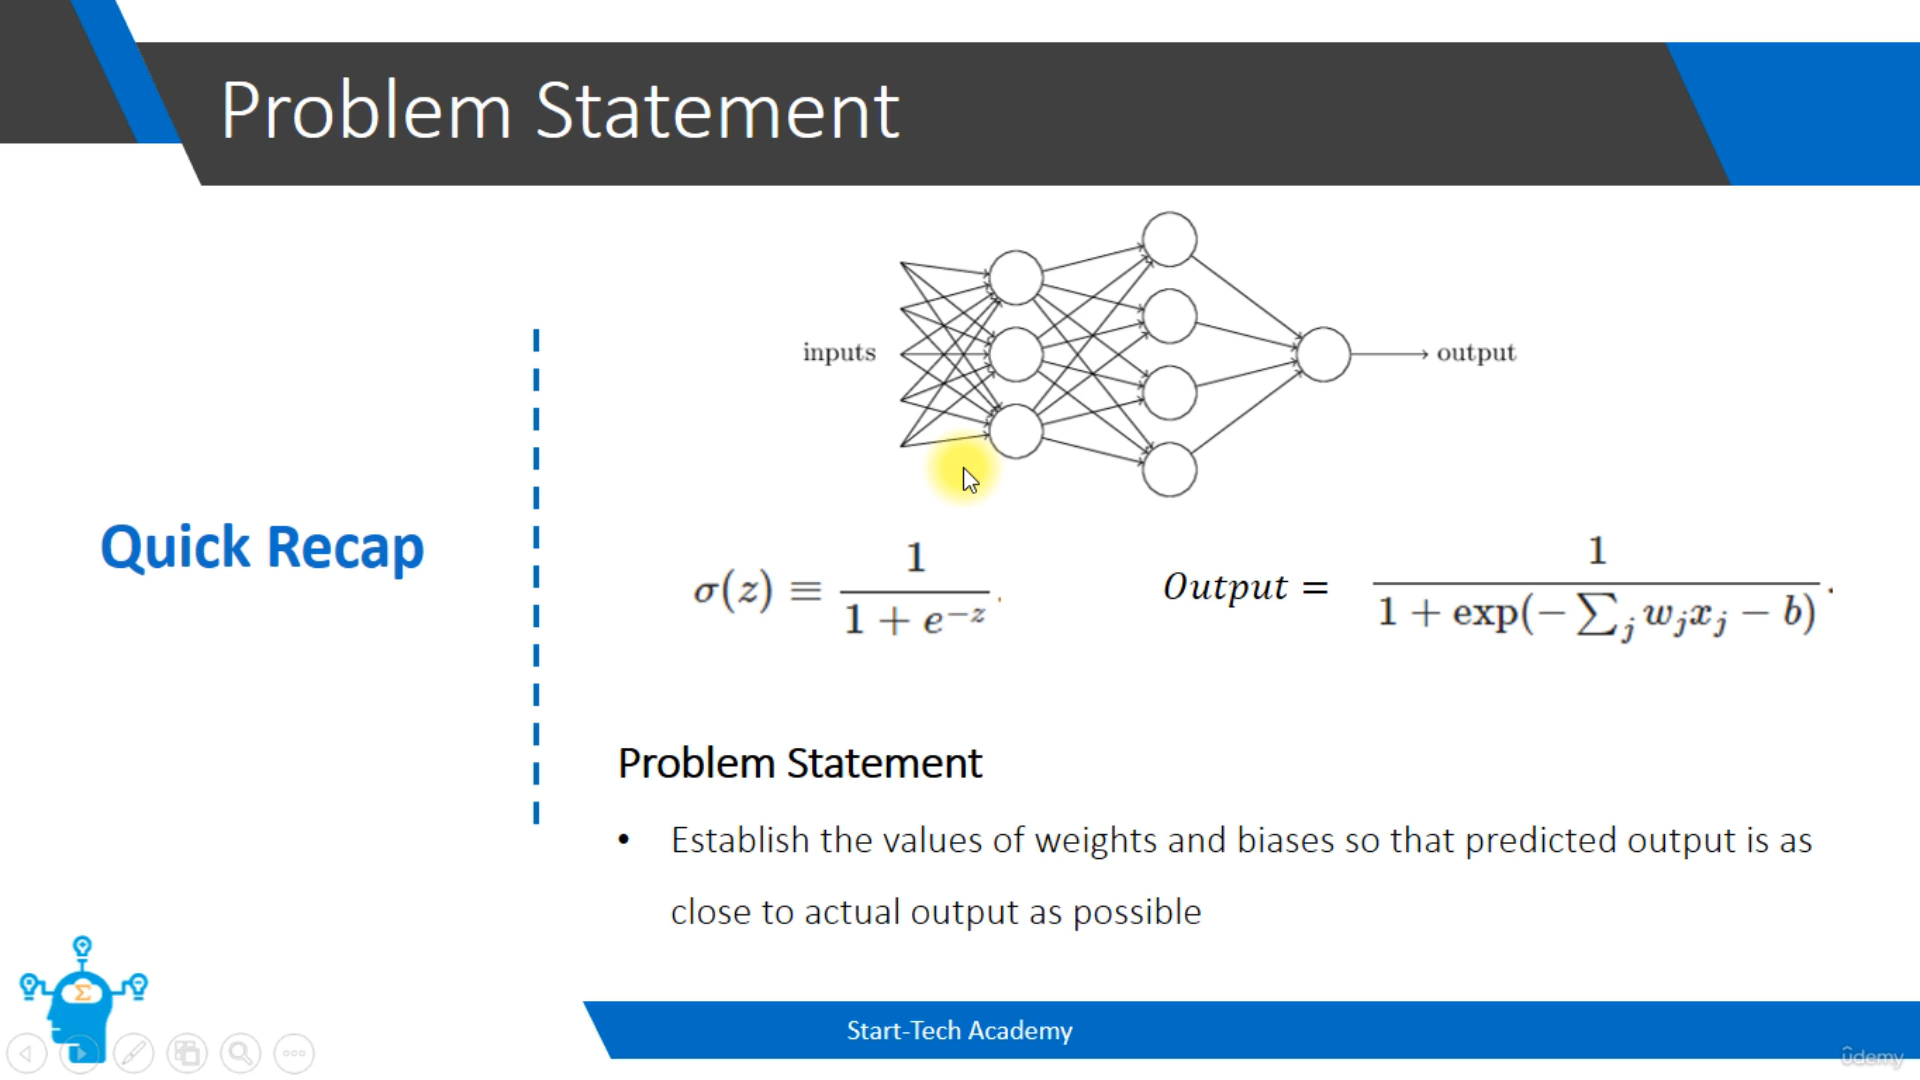 Problem Statement
inputs
output
Quick Recap
σ(z) ≡ 1 / (1 + e^{−z}).
Output = 1 / (1 + exp(− ∑_j w_j x_j − b)).
Problem Statement
• Establish the values of weights and biases so that predicted output is as
close to actual output as possible
Σ
Start-Tech Academy
ûdemy